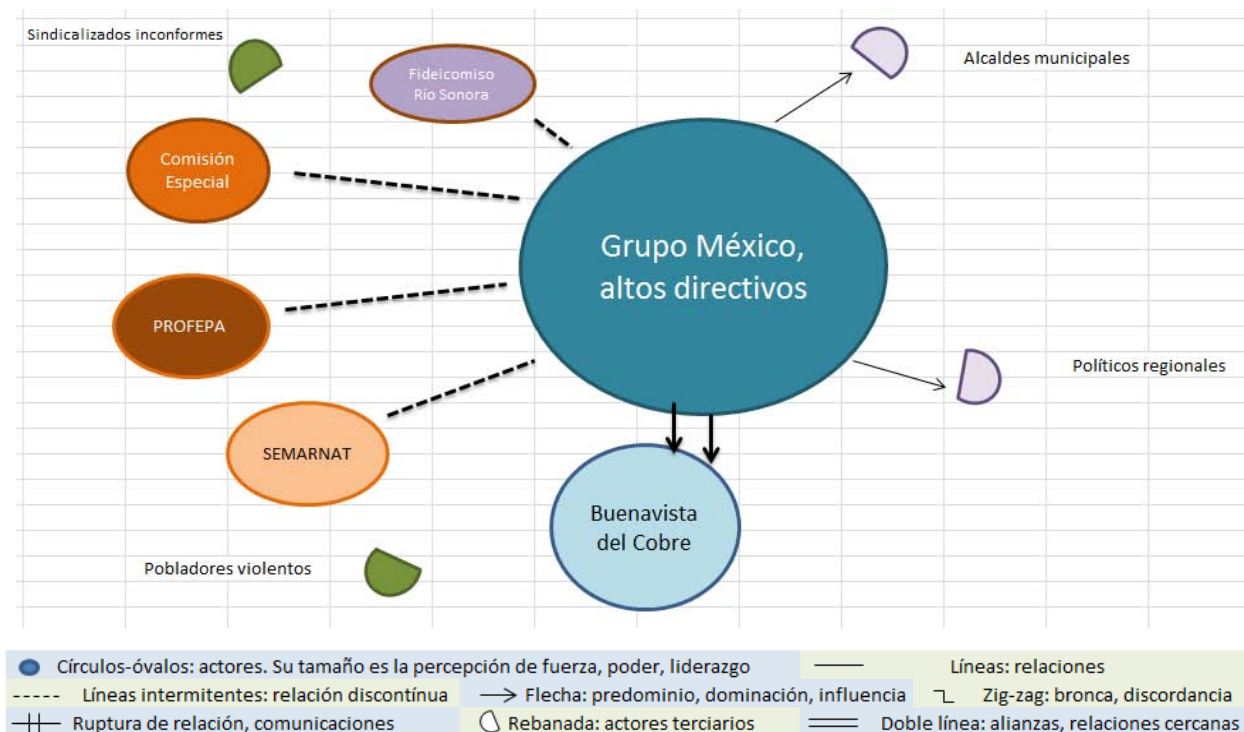 Sindicalizados inconformes
Fideicomiso
Río Sonora
Alcaldes municipales
Comisión
Especial
Grupo México,
altos directivos
PROFEPA
Políticos regionales
SEMARNAT
Buenavista
del Cobre
Pobladores violentos
Círculos-óvalos: actores. Su tamaño es la percepción de fuerza, poder, liderazgo
Líneas: relaciones
Líneas intermitentes: relación discontínua
Flecha: predominio, dominación, influencia
Zig-zag: bronca, discordancia
Ruptura de relación, comunicaciones
Rebanada: actores terciarios
Doble línea: alianzas, relaciones cercanas